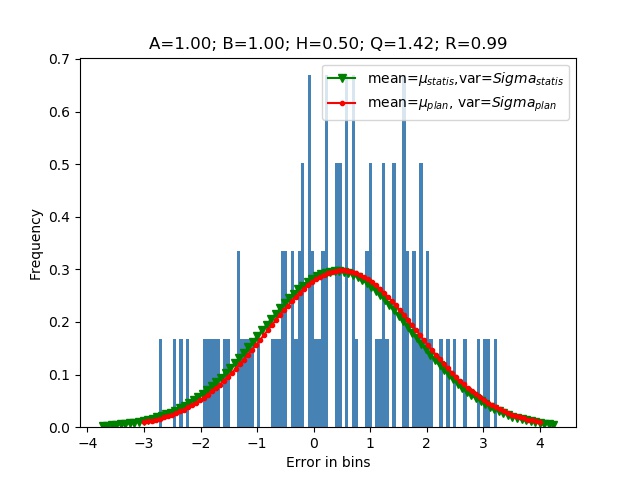 A=1.00; B=1.00; H=0.50; Q=1.42; R=0.99
mean=μstatis,var=Sigmastatis
mean=μplan, var=Sigmaplan
0.7
0.6
0.5
0.4
0.3
0.2
0.1
0.0
Frequency
−4 −3 −2 −1 0 1 2 3 4
Error in bins